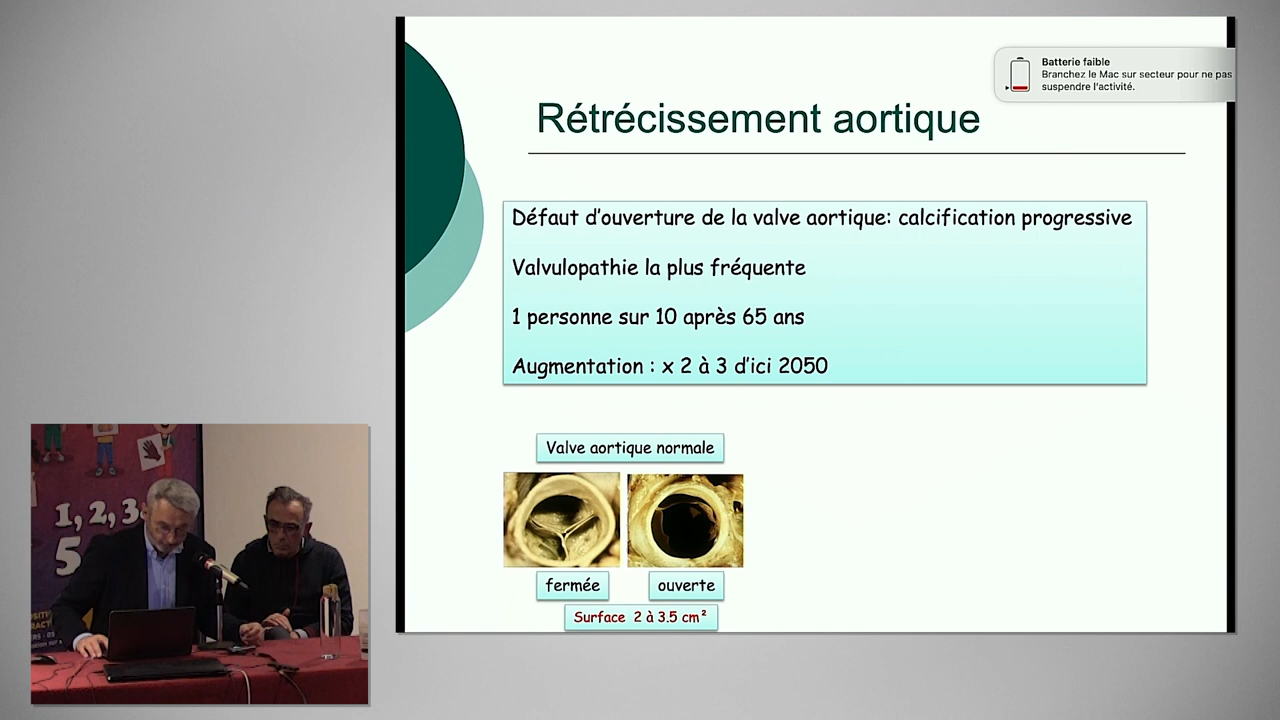 Batterie faible
Branchez le Mac sur secteur pour ne pas
suspendre l'activité.
Rétrécissement aortique
Défaut d'ouverture de la valve aortique: calcification progressive
Valvulopathie la plus fréquente
1 personne sur 10 après 65 ans
Augmentation : x 2 à 3 d'ici 2050
Valve aortique normale
fermée
ouverte
Surface 2 à 3.5 cm²
1, 2, 3
5